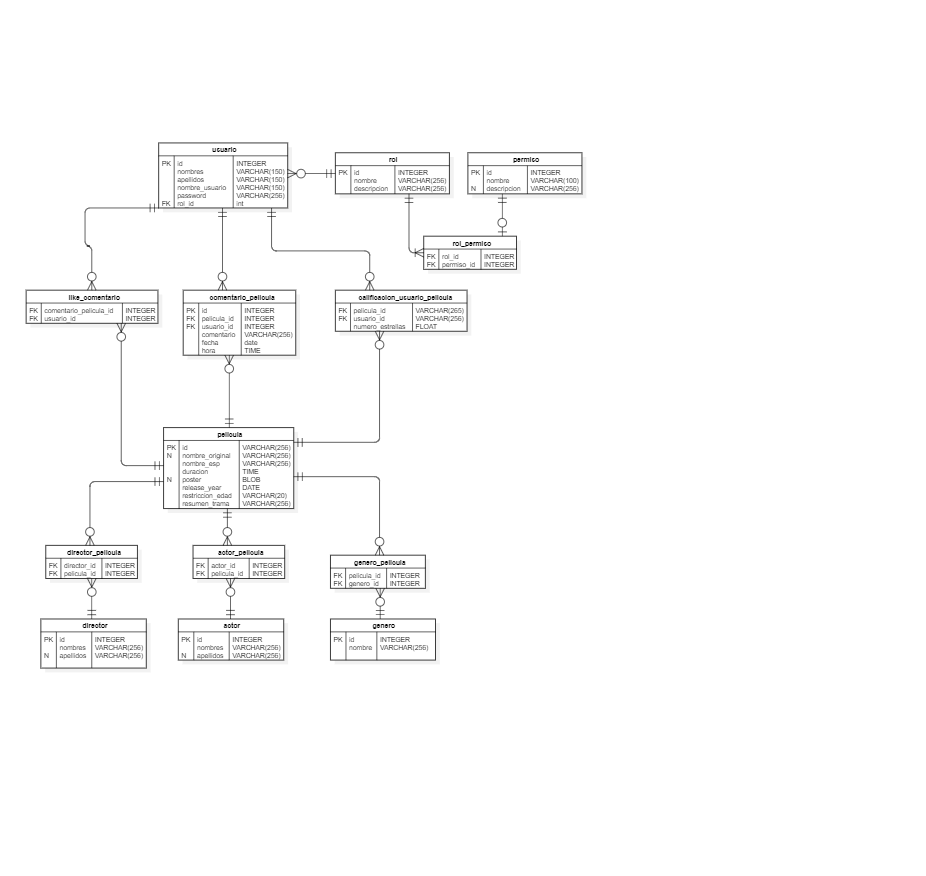 usuario
PK id INTEGER
nombres VARCHAR(150)
apellidos VARCHAR(150)
nombre_usuario VARCHAR(150)
password VARCHAR(256)
FK rol_id int
rol
PK id INTEGER
nombre VARCHAR(256)
descripcion VARCHAR(256)
permiso
PK id INTEGER
nombre VARCHAR(100)
N descripcion VARCHAR(256)
rol_permiso
FK rol_id INTEGER
FK permiso_id INTEGER
like_comentario
FK comentario_pelicula_id INTEGER
FK usuario_id INTEGER
comentario_pelicula
PK id INTEGER
FK pelicula_id INTEGER
FK usuario_id INTEGER
comentario VARCHAR(256)
fecha date
hora TIME
calificacion_usuario_pelicula
FK pelicula_id VARCHAR(265)
FK usuario_id VARCHAR(256)
numero_estrellas FLOAT
pelicula
PK id VARCHAR(256)
N nombre_original VARCHAR(256)
nombre_esp VARCHAR(256)
duracion TIME
N poster BLOB
release_year DATE
restriccion_edad VARCHAR(20)
resumen_trama VARCHAR(256)
director_pelicula
FK director_id INTEGER
FK pelicula_id INTEGER
actor_pelicula
FK actor_id INTEGER
FK pelicula_id INTEGER
genero_pelicula
FK pelicula_id INTEGER
FK genero_id INTEGER
director
PK id INTEGER
nombres VARCHAR(256)
N apellidos VARCHAR(256)
actor
PK id INTEGER
nombres VARCHAR(256)
N apellidos VARCHAR(256)
genero
PK id INTEGER
nombre VARCHAR(256)